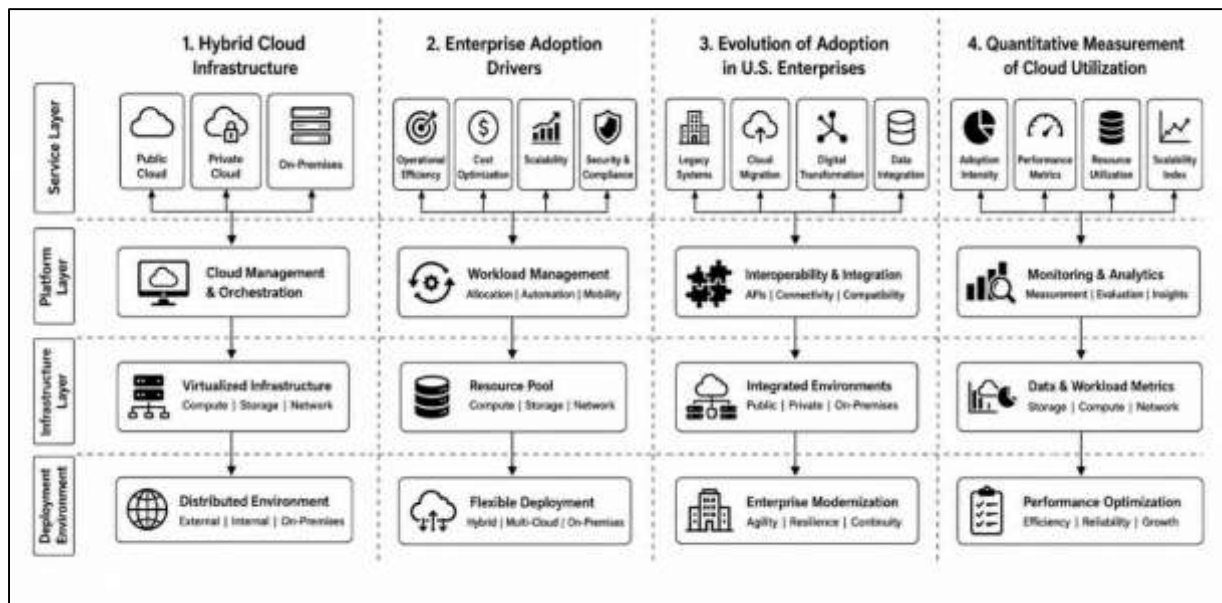 1. Hybrid Cloud
Infrastructure
2. Enterprise Adoption
Drivers
3. Evolution of Adoption
in U.S. Enterprises
4. Quantitative Measurement
of Cloud Utilization
Service Layer
Public
Cloud
Private
Cloud
On-Premises
Operational
Efficiency
Cost
Optimization
Scalability
Security &
Compliance
Legacy
Systems
Cloud
Migration
Digital
Transformation
Data
Integration
Adoption
Intensity
Performance
Metrics
Resource
Utilization
Scalability
Index
Platform
Layer
Cloud Management
& Orchestration
Workload Management
Allocation | Automation | Mobility
Interoperability & Integration
APIs | Connectivity | Compatibility
Monitoring & Analytics
Measurement | Evaluation | Insights
Infrastructure
Layer
Virtualized Infrastructure
Compute | Storage | Network
Resource Pool
Compute | Storage | Network
Integrated Environments
Public | Private | On-Premises
Data & Workload Metrics
Storage | Compute | Network
Deployment
Environment
Distributed Environment
External | Internal | On-Premises
Flexible Deployment
Hybrid | Multi-Cloud | On-Premises
Enterprise Modernization
Agility | Resilience | Continuity
Performance Optimization
Efficiency | Reliability | Growth